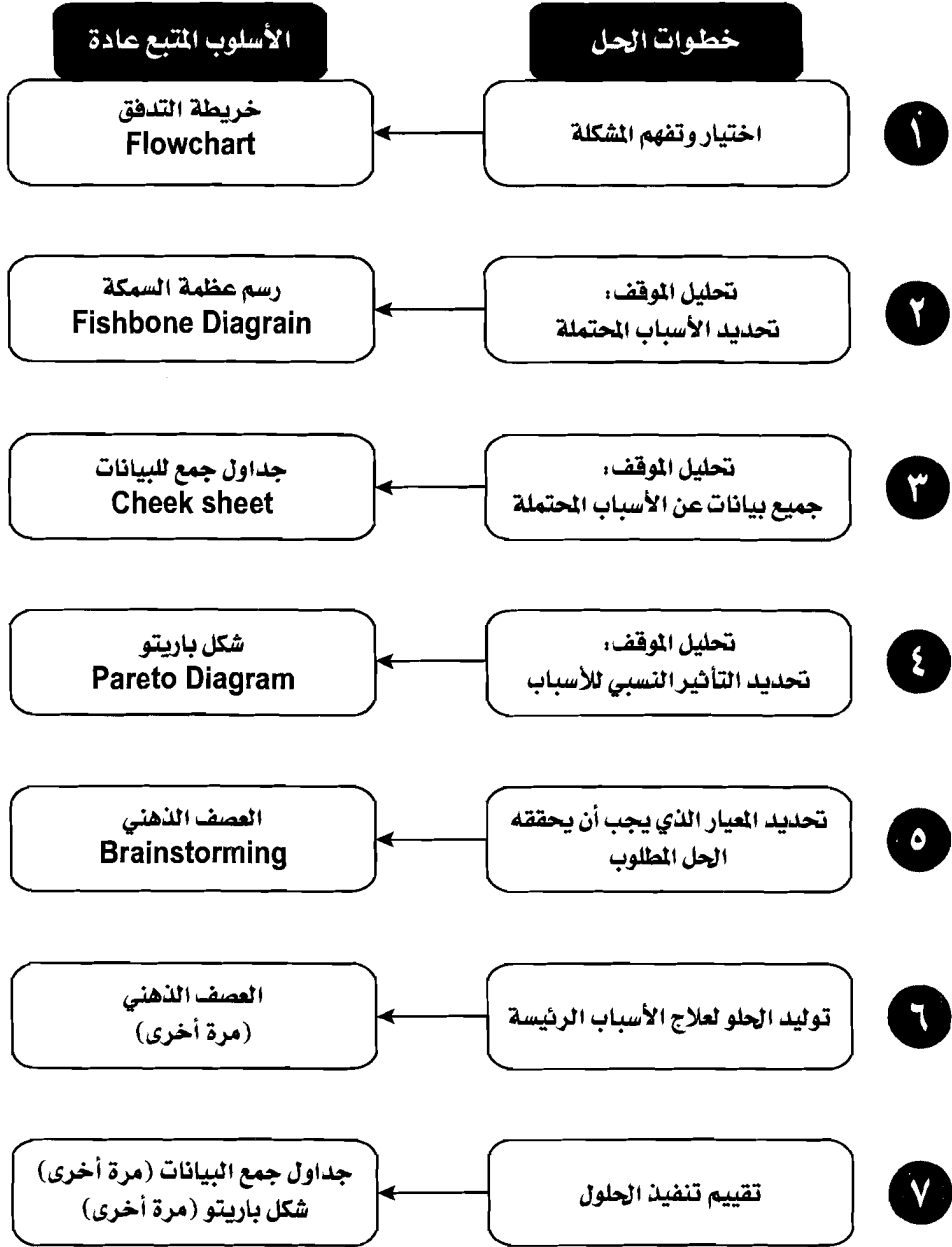 خطوات الحل
الأسلوب المتبع عادة
١
اختيار وتفهم المشكلة
خريطة التدفق
Flowchart
٢
تحليل الموقف:
تحديد الأسباب المحتملة
رسم عظمة السمكة
Fishbone Diagrain
٣
تحليل الموقف:
جميع بيانات عن الأسباب المحتملة
جداول جمع للبيانات
Cheek sheet
٤
تحليل الموقف:
تحديد التأثير النسبي للأسباب
شكل باريتو
Pareto Diagram
٥
تحديد المعيار الذي يجب أن يحققه
الحل المطلوب
العصف الذهني
Brainstorming
٦
توليد الحلو لعلاج الأسباب الرئيسة
العصف الذهني
(مرة أخرى)
٧
تقييم تنفيذ الحلول
جداول جمع البيانات (مرة أخرى)
شكل باريتو (مرة أخرى)